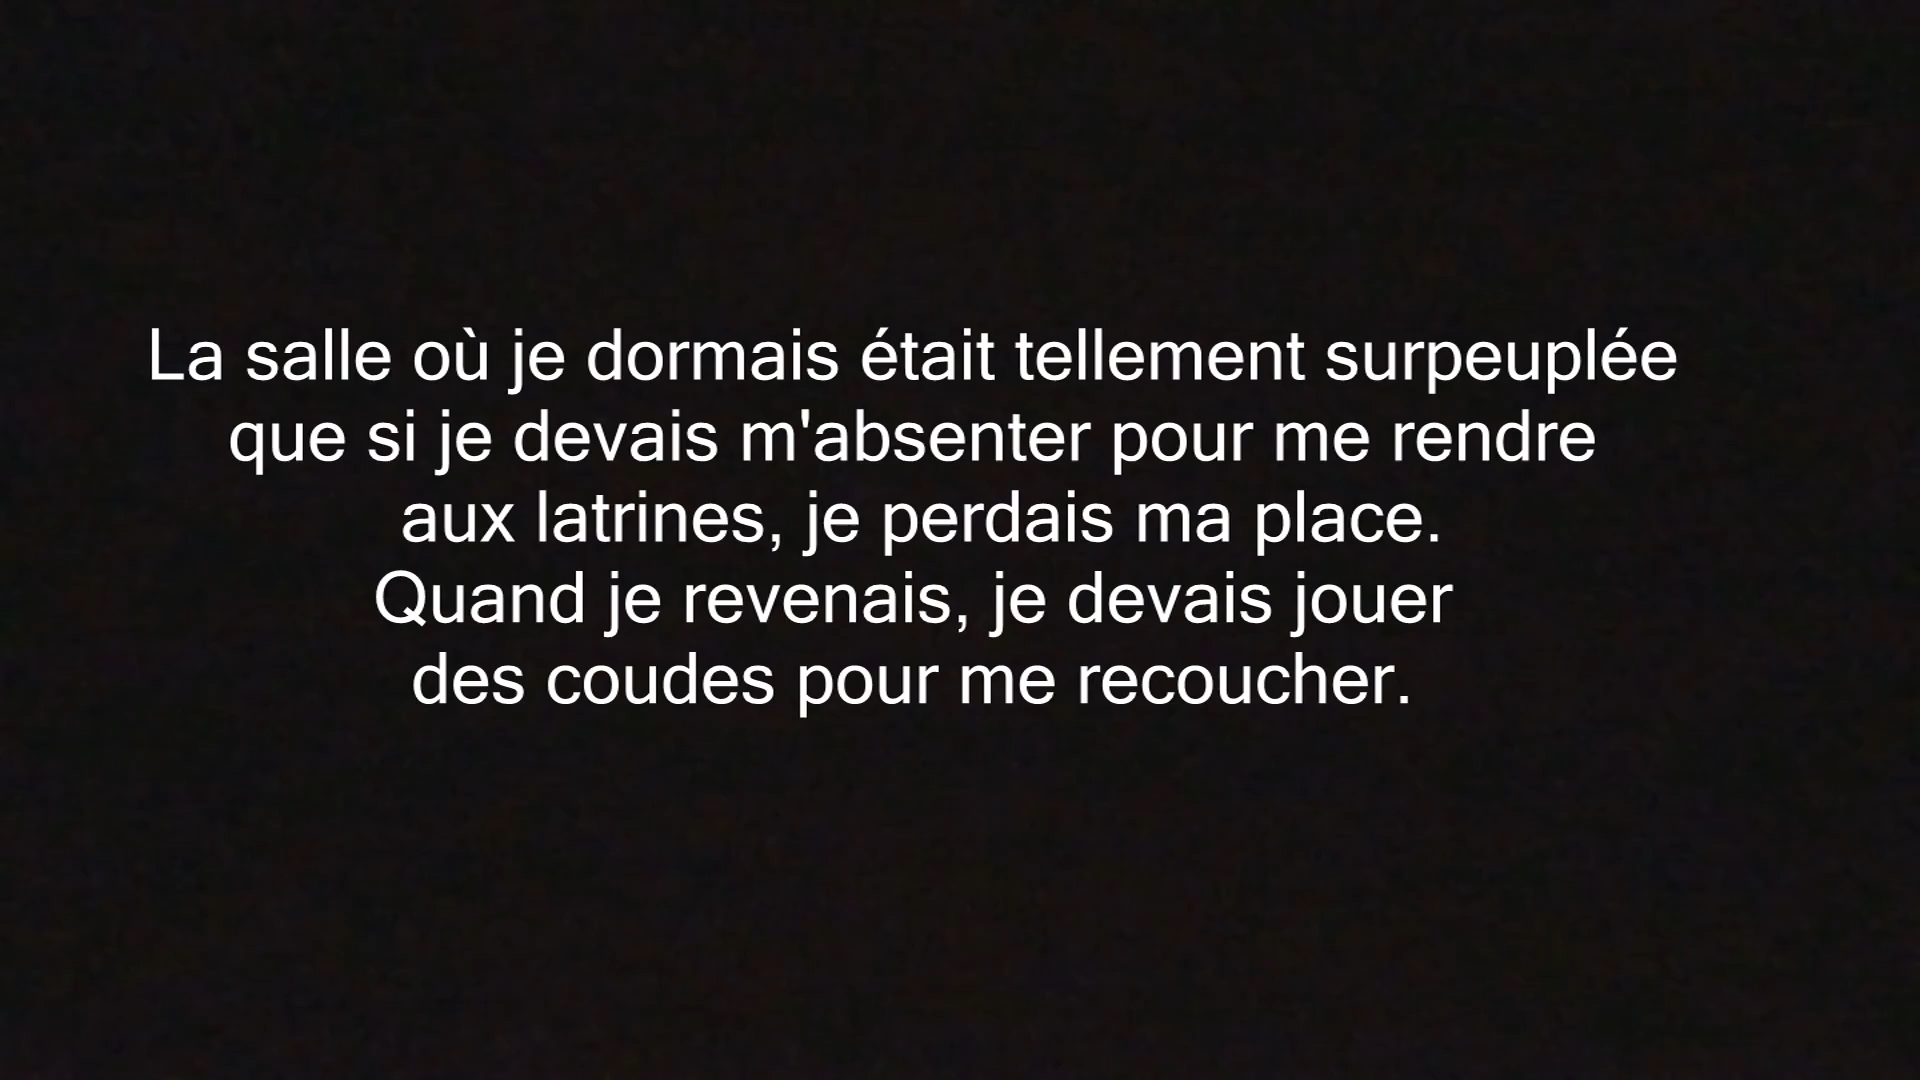 La salle où je dormais était tellement surpeuplée
que si je devais m'absenter pour me rendre
aux latrines, je perdais ma place.
Quand je revenais, je devais jouer
des coudes pour me recoucher.